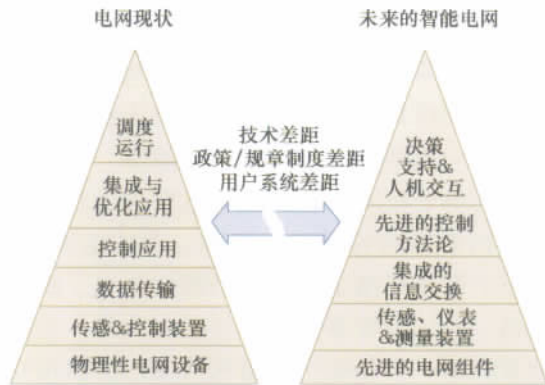 电网现状
调度
运行
集成与
优化应用
控制应用
数据传输
传感&控制装置
物理性电网设备
技术差距
政策/规章制度差距
用户系统差距
未来的智能电网
决策
支持&
人机交互
先进的控制
方法论
集成的
信息交换
传感、仪表
&测量装置
先进的电网组件